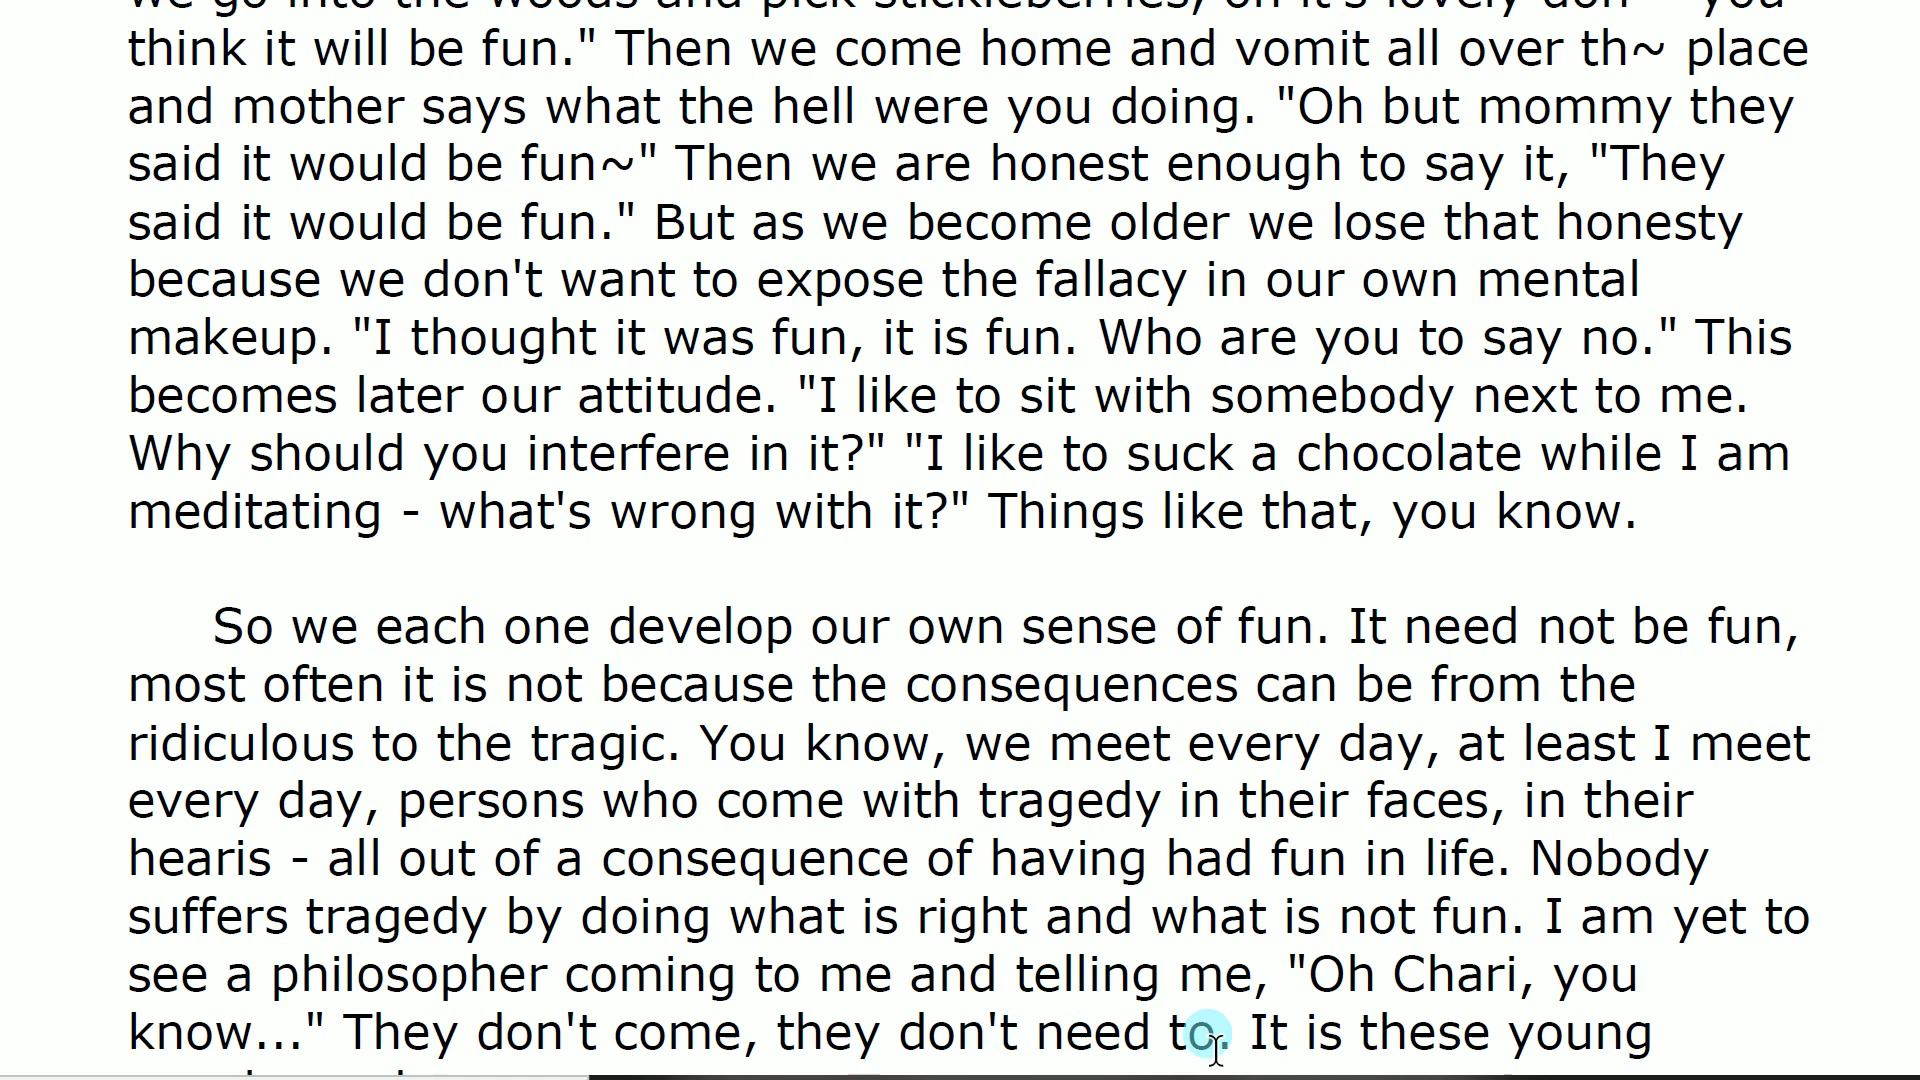 we go into the woods and pick stickleberries, oh it's lovely
think it will be fun." Then we come home and vomit all over th~ place
and mother says what the hell were you doing. "Oh but mommy they
said it would be fun~" Then we are honest enough to say it, "They
said it would be fun." But as we become older we lose that honesty
because we don't want to expose the fallacy in our own mental
makeup. "I thought it was fun, it is fun. Who are you to say no." This
becomes later our attitude. "I like to sit with somebody next to me.
Why should you interfere in it?" "I like to suck a chocolate while I am
meditating - what's wrong with it?" Things like that, you know.
So we each one develop our own sense of fun. It need not be fun,
most often it is not because the consequences can be from the
ridiculous to the tragic. You know, we meet every day, at least I meet
every day, persons who come with tragedy in their faces, in their
hearis - all out of a consequence of having had fun in life. Nobody
suffers tragedy by doing what is right and what is not fun. I am yet to
see a philosopher coming to me and telling me, "Oh Chari, you
know..." They don't come, they don't need to. It is these young